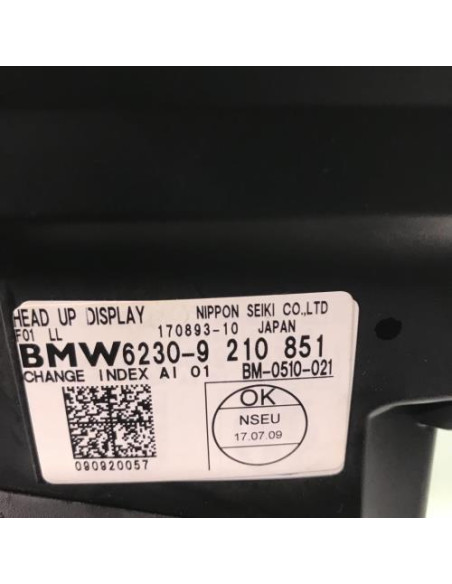 HEAD UP DISPLAY NIPPON SEIKI CO.,LTD
F01 LL 170893-10 JAPAN
BMW6230-9 210 851
CHANGE INDEX AI 01 BM-0510-021
OK
NSEU
17.07.09
090920057